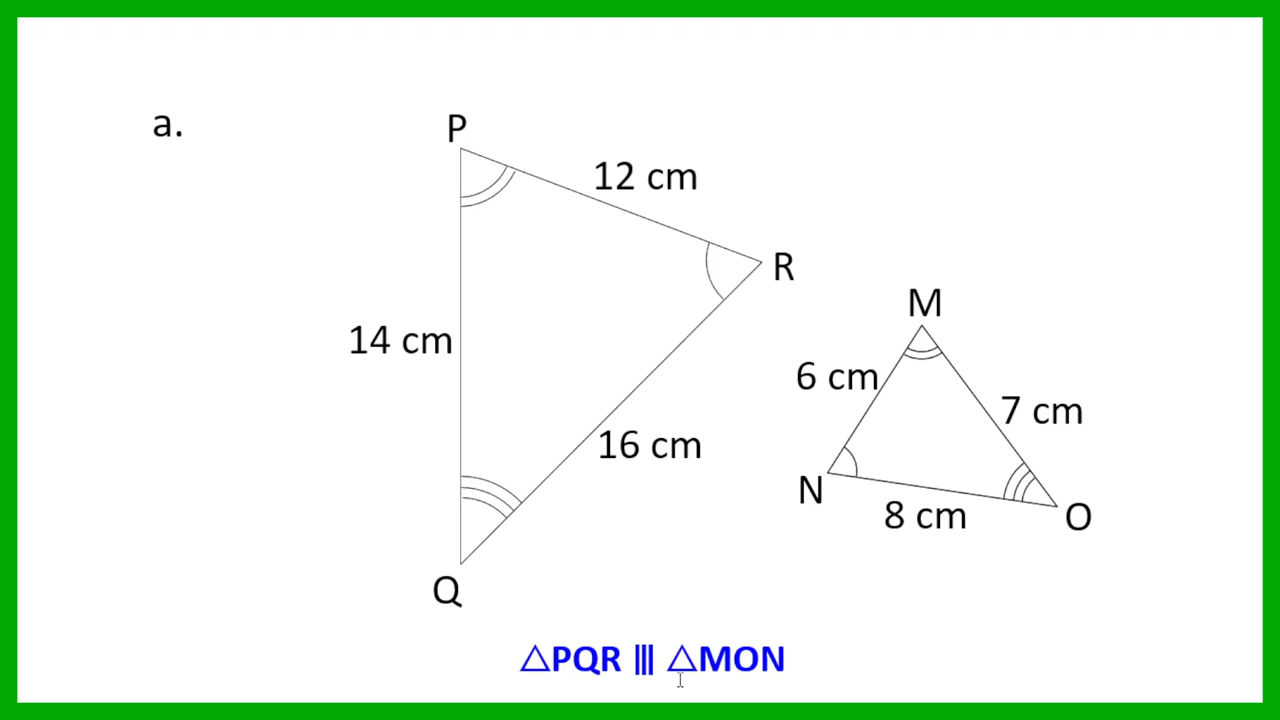 a.
P
12 cm
R
14 cm
16 cm
Q
M
6 cm
7 cm
N
8 cm
O
△PQR ||| △MON